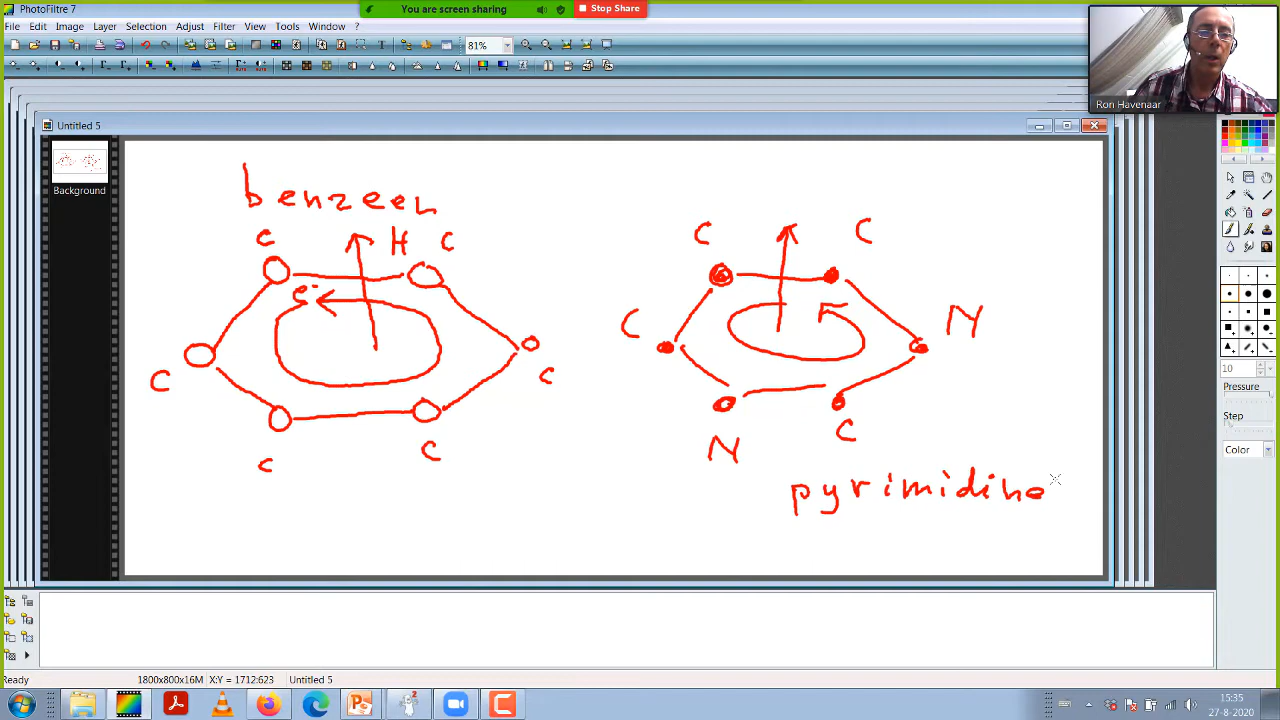 PhotoFiltre 7
You are screen sharing
Stop Share
File Edit Image Layer Selection Adjust Filter View Tools Window ?
81%
Ron Havenaar
Untitled 5
Background
benzeen
C H C
e-
C C
C C
C C
C N
N C
pyrimidine
10
Pressure
Step
Color
Ready 1800x800x16M X:Y = 1712:623 Untitled 5
15:35
27-8-2020